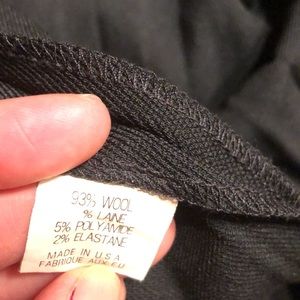 93% WOOL
% LAINE
5% POLYAMIDE
2% ELASTANE
MADE IN U S A
FABRIQUE AUX E U